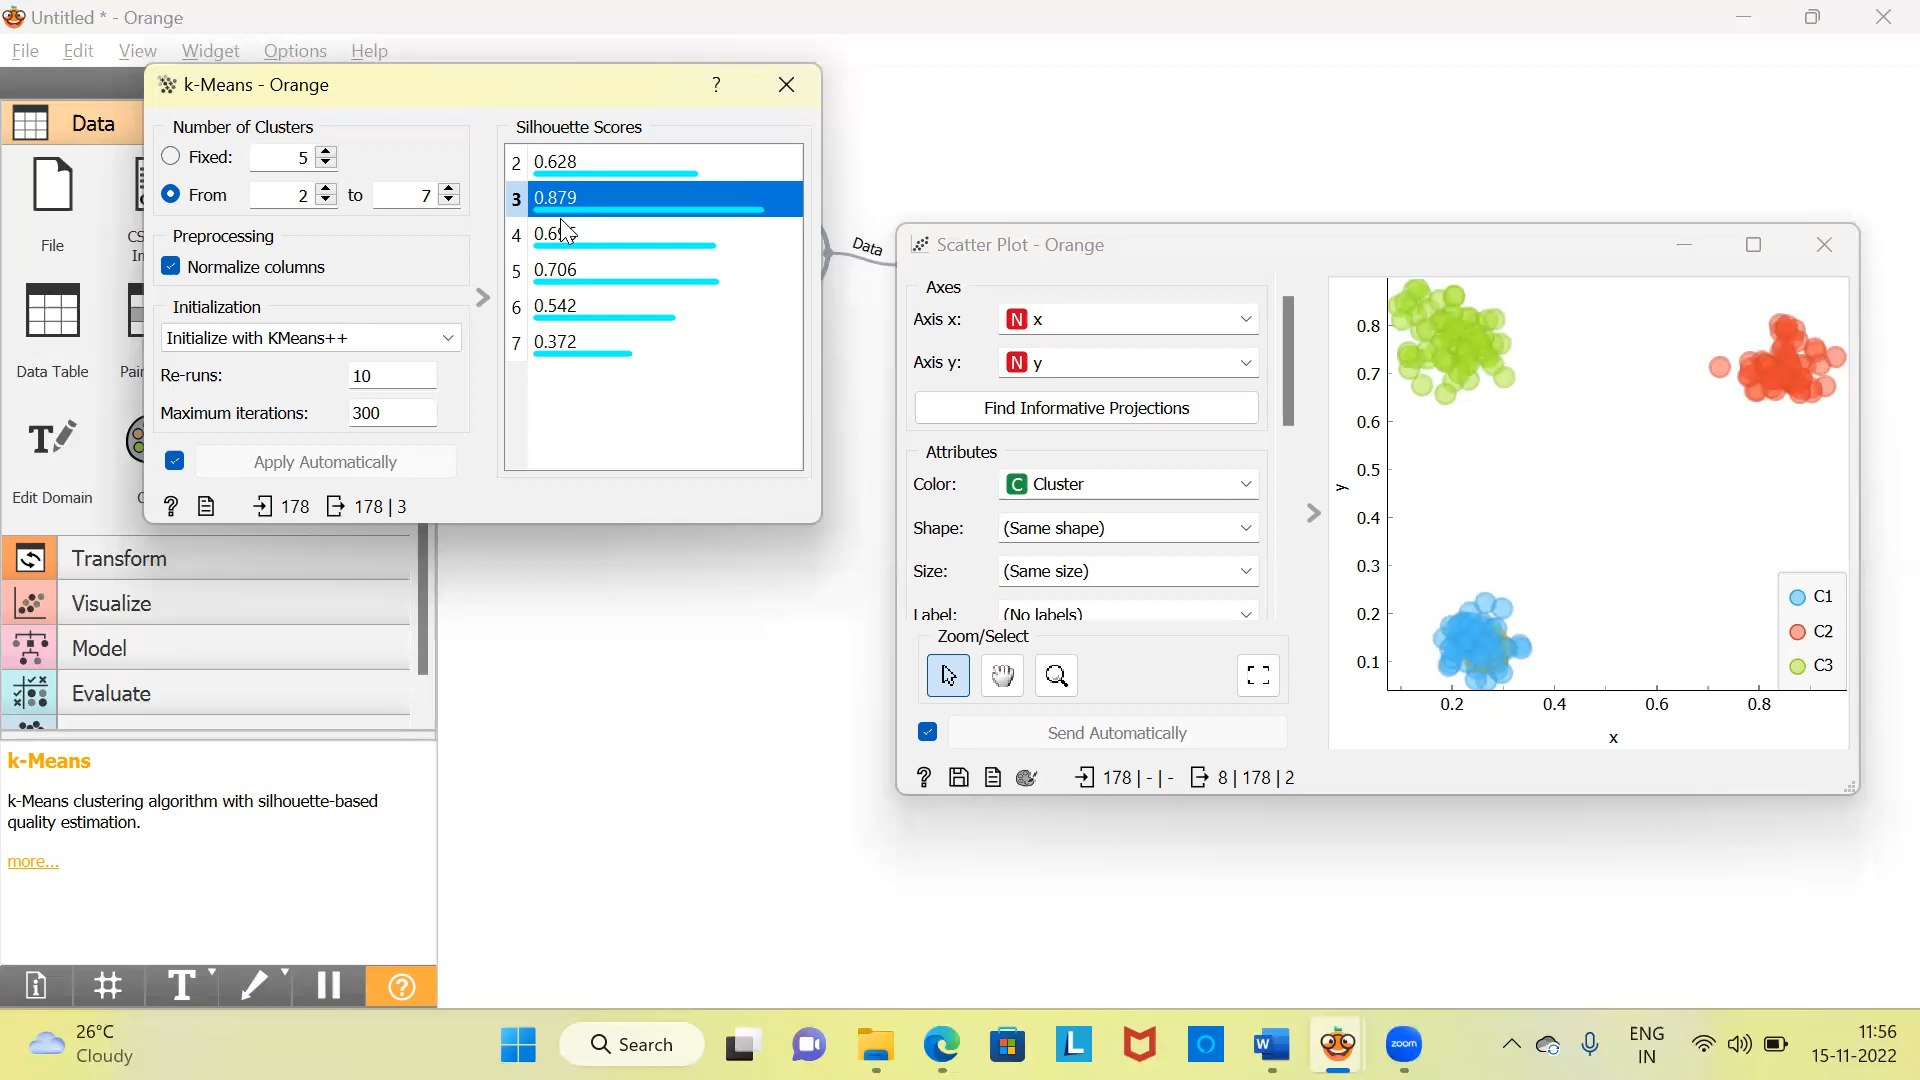 Untitled * - Orange
File Edit View Widget Options Help
k-Means - Orange ?
Data
File
Data Table
Edit Domain
Number of Clusters
Fixed: 5
From 2 to 7
Preprocessing
Normalize columns
Initialization
Initialize with KMeans++
Re-runs: 10
Maximum iterations: 300
Apply Automatically
? 178 178 | 3
Silhouette Scores
2 0.628
3 0.879
4
5 0.706
6 0.542
7 0.372
Data
Transform
Visualize
Model
Evaluate
k-Means
k-Means clustering algorithm with silhouette-based
quality estimation.
more...
Scatter Plot - Orange
Axes
Axis x: N x
Axis y: N y
Find Informative Projections
Attributes
Color: C Cluster
Shape: (Same shape)
Size: (Same size)
Label: (No labels)
Zoom/Select
Send Automatically
? 178 | - | - 8 | 178 | 2
0.8
0.7
0.6
0.5
0.4
0.3
0.2
0.1
y
0.2 0.4 0.6 0.8
x
C1
C2
C3
T ?
26°C
Cloudy
Search
L
zoom
ENG
IN
11:56
15-11-2022